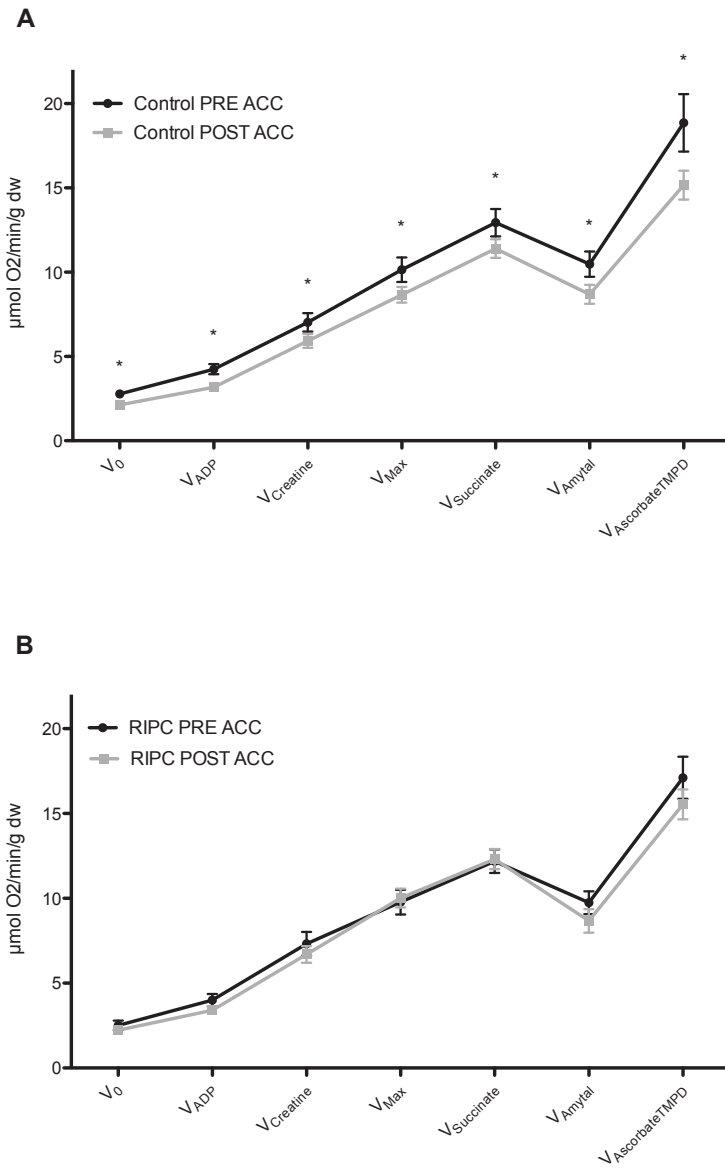 A
*
20
Control PRE ACC
Control POST ACC
*
15
*
*
µmol O2/min/g dw
10
*
*
5
*
0
V0
VADP
VCreatine
VMax
VSuccinate
VAmytal
VAscorbateTMPD
B
20
RIPC PRE ACC
RIPC POST ACC
15
µmol O2/min/g dw
10
5
0
V0
VADP
VCreatine
VMax
VSuccinate
VAmytal
VAscorbateTMPD